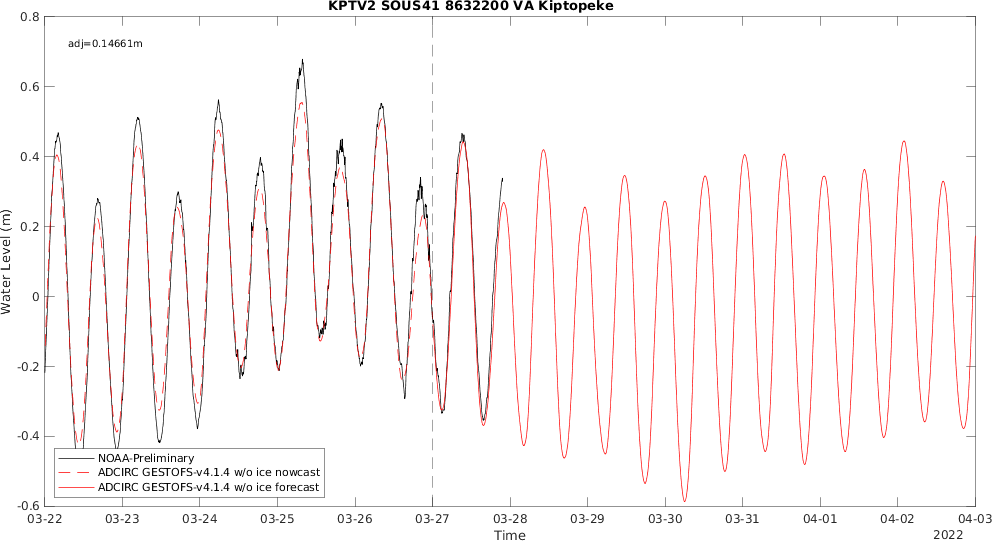 KPTV2 SOUS41 8632200 VA Kiptopeke
adj=0.14661m
Water Level (m)
0.8
0.6
0.4
0.2
0
-0.2
-0.4
-0.6
NOAA-Preliminary
ADCIRC GESTOFS-v4.1.4 w/o ice nowcast
ADCIRC GESTOFS-v4.1.4 w/o ice forecast
03-22 03-23 03-24 03-25 03-26 03-27 03-28 03-29 03-30 03-31 04-01 04-02 04-03
Time
2022